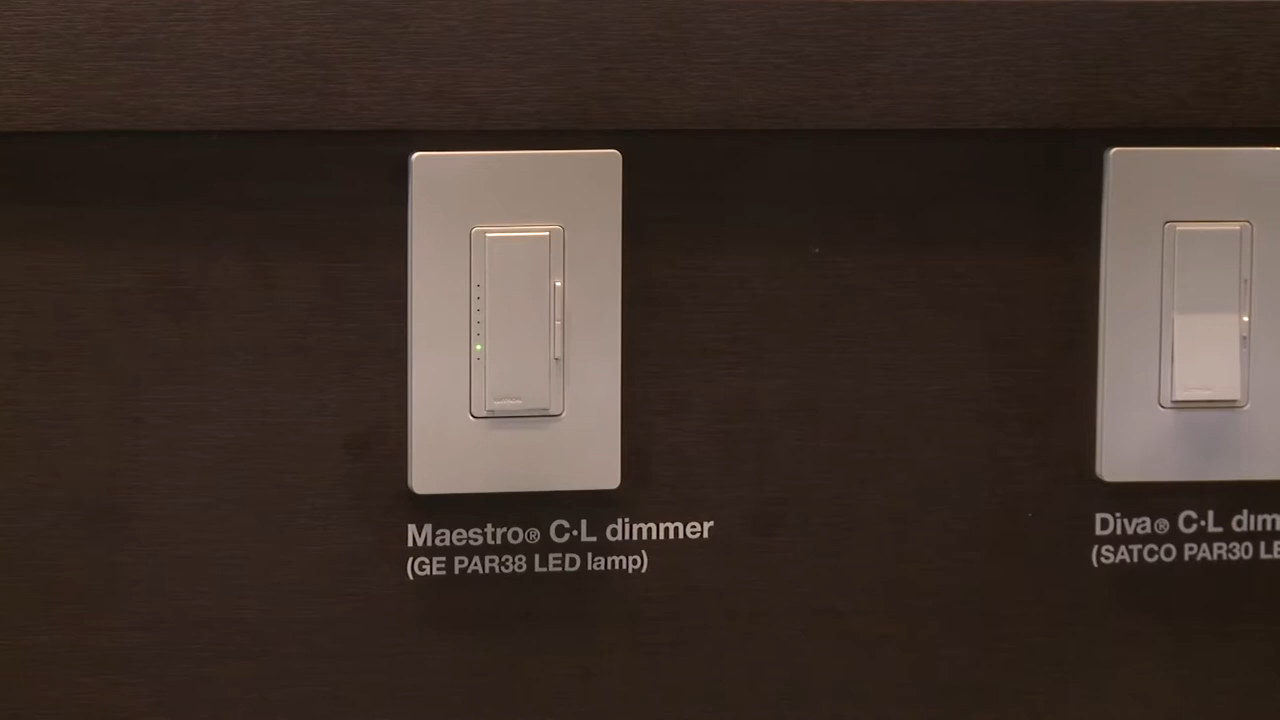 Maestro® C•L dimmer
(GE PAR38 LED lamp)
Diva® C•L dim
(SATCO PAR30 LE